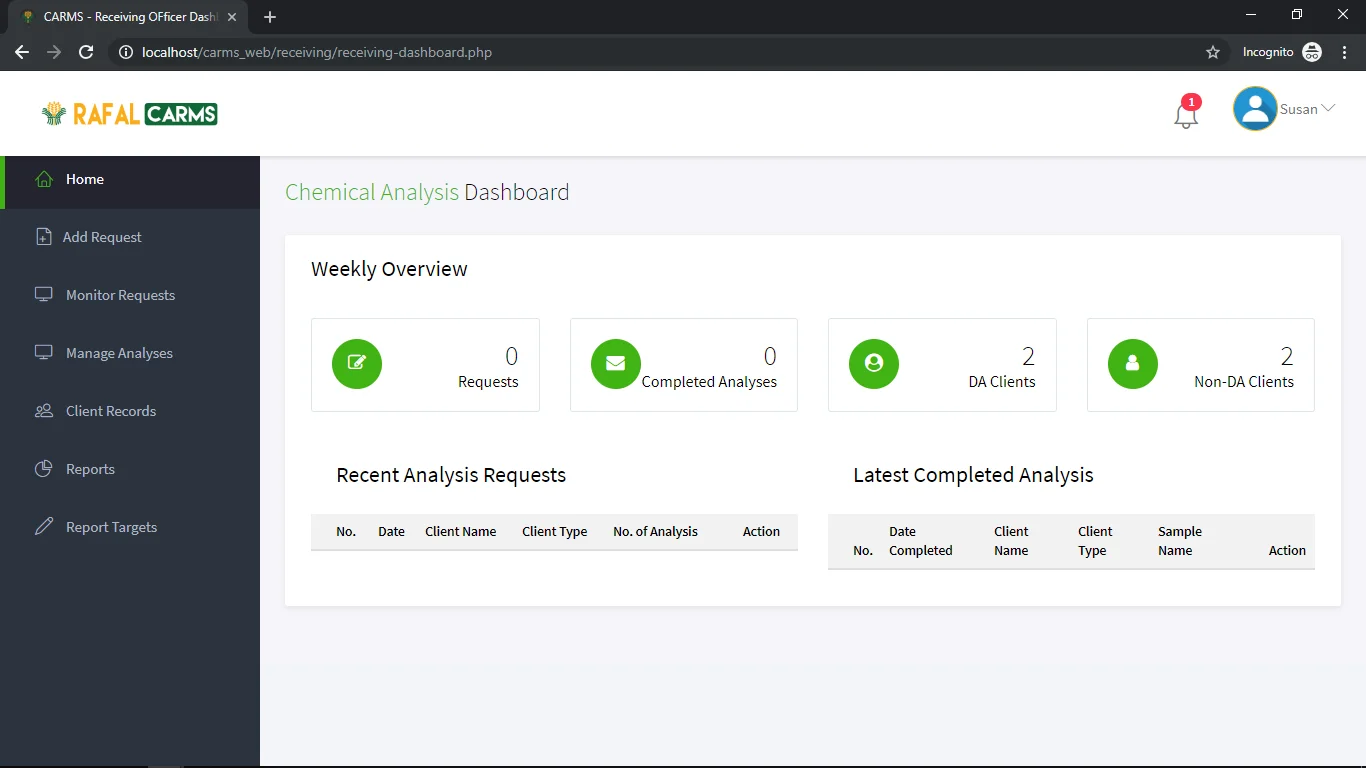 CARMS - Receiving OFficer Dash
localhost/carms_web/receiving/receiving-dashboard.php
Incognito
RAFAL CARMS
1
Susan
Home
Add Request
Monitor Requests
Manage Analyses
Client Records
Reports
Report Targets
Chemical Analysis Dashboard
Weekly Overview
0
Requests
0
Completed Analyses
2
DA Clients
2
Non-DA Clients
Recent Analysis Requests
No. Date Client Name Client Type No. of Analysis Action
Latest Completed Analysis
No. Date Completed Client Name Client Type Sample Name Action